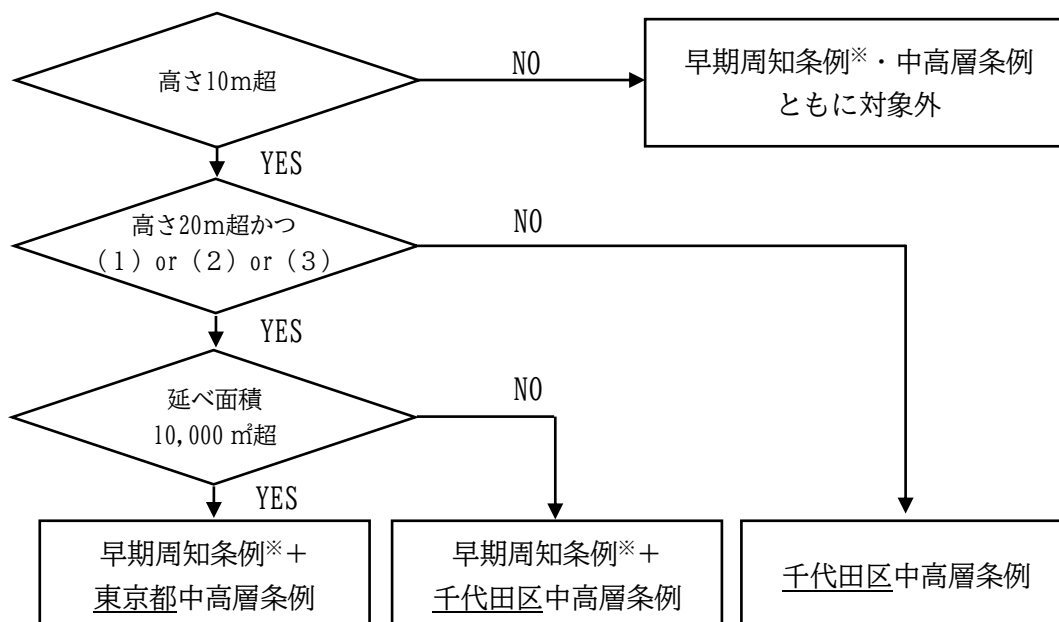 高さ10ｍ超
NO
早期周知条例※・中高層条例
ともに対象外
YES
高さ20ｍ超かつ
（１）or（２）or（３）
NO
YES
延べ面積
10,000 ㎡超
NO
YES
早期周知条例※＋
東京都中高層条例
早期周知条例※＋
千代田区中高層条例
千代田区中高層条例